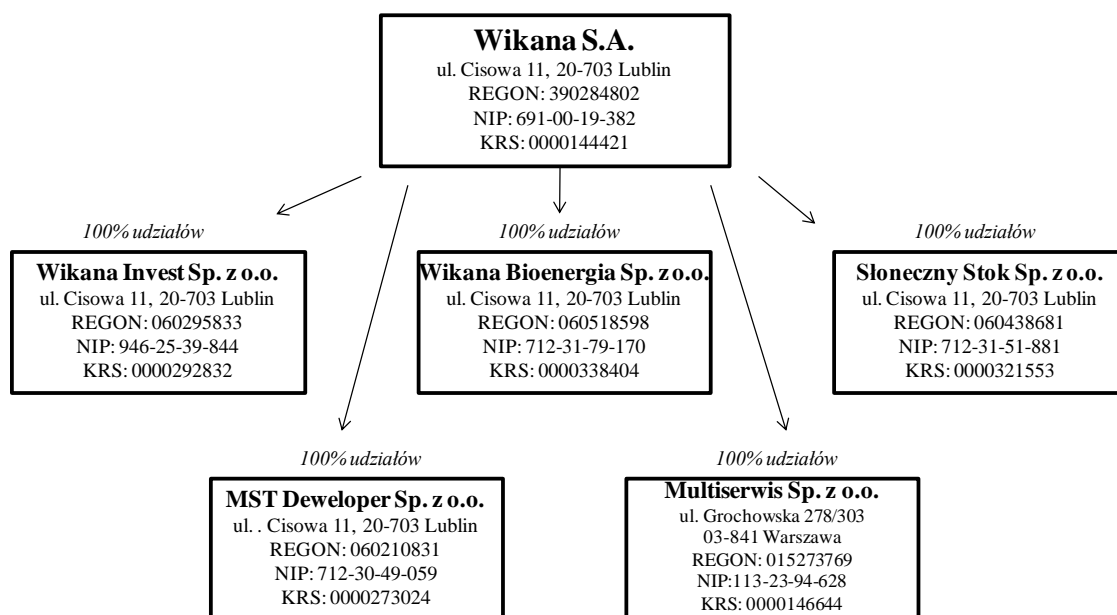 Wikana S.A.
ul. Cisowa 11, 20-703 Lublin
REGON: 390284802
NIP: 691-00-19-382
KRS: 0000144421
100% udziałów
Wikana Invest Sp. z o.o.
ul. Cisowa 11, 20-703 Lublin
REGON: 060295833
NIP: 946-25-39-844
KRS: 0000292832
100% udziałów
Wikana Bioenergia Sp. z o.o.
ul. Cisowa 11, 20-703 Lublin
REGON: 060518598
NIP: 712-31-79-170
KRS: 0000338404
100% udziałów
Słoneczny Stok Sp. z o.o.
ul. Cisowa 11, 20-703 Lublin
REGON: 060438681
NIP: 712-31-51-881
KRS: 0000321553
100% udziałów
MST Deweloper Sp. z o.o.
ul. . Cisowa 11, 20-703 Lublin
REGON: 060210831
NIP: 712-30-49-059
KRS: 0000273024
100% udziałów
Multiserwis Sp. z o.o.
ul. Grochowska 278/303
03-841 Warszawa
REGON: 015273769
NIP:113-23-94-628
KRS: 0000146644